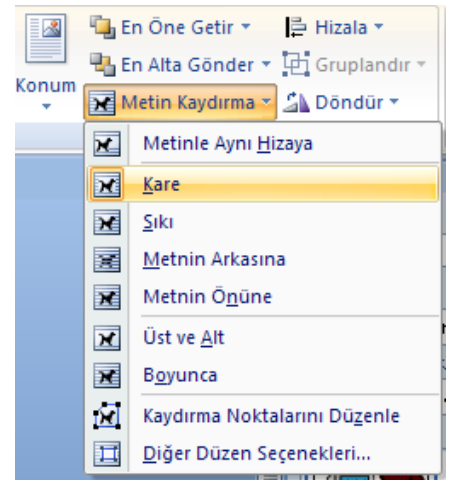 En Öne Getir
Hizala
En Alta Gönder
Gruplandır
Konum
Metin Kaydırma
Döndür
Metinle Aynı Hizaya
Kare
Sıkı
Metnin Arkasına
Metnin Önüne
Üst ve Alt
Boyunca
Kaydırma Noktalarını Düzenle
Diğer Düzen Seçenekleri...